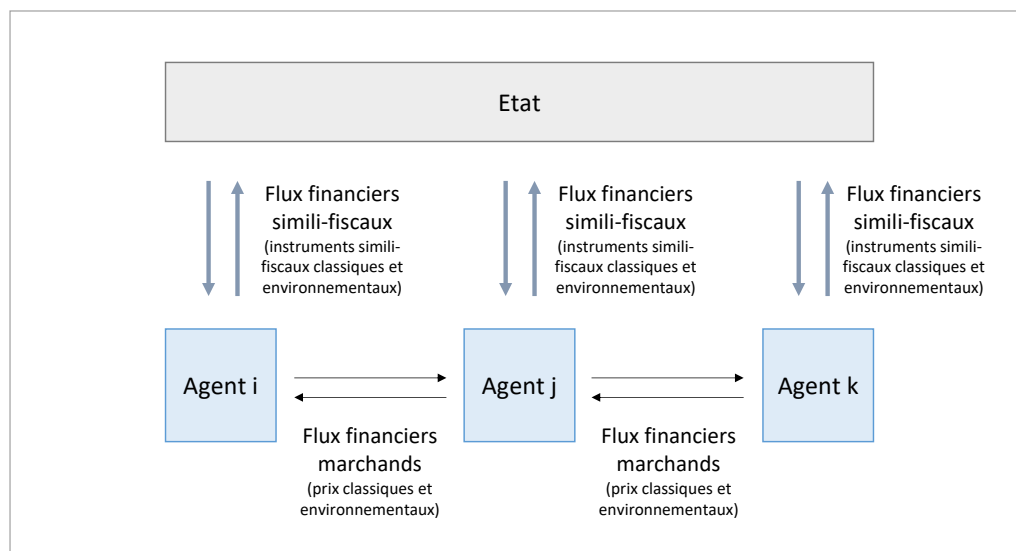 Etat
Flux financiers
simili-fiscaux
(instruments simili-
fiscaux classiques et
environnementaux)
Flux financiers
simili-fiscaux
(instruments simili-
fiscaux classiques et
environnementaux)
Flux financiers
simili-fiscaux
(instruments simili-
fiscaux classiques et
environnementaux)
Agent i
Agent j
Agent k
Flux financiers
marchands
(prix classiques et
environnementaux)
Flux financiers
marchands
(prix classiques et
environnementaux)